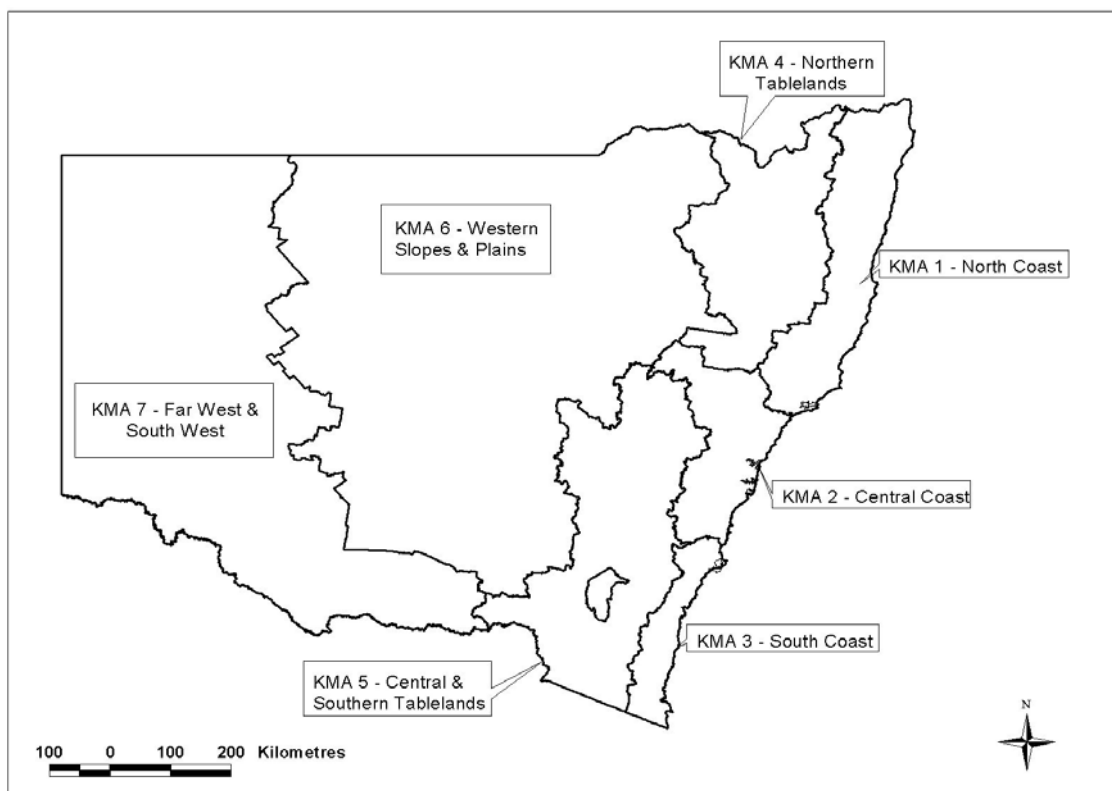 KMA 4 - Northern
Tablelands
KMA 6 - Western
Slopes & Plains
KMA 1 - North Coast
KMA 7 - Far West &
South West
KMA 2 - Central Coast
KMA 3 - South Coast
KMA 5 - Central &
Southern Tablelands
N
100 0 100 200 Kilometres